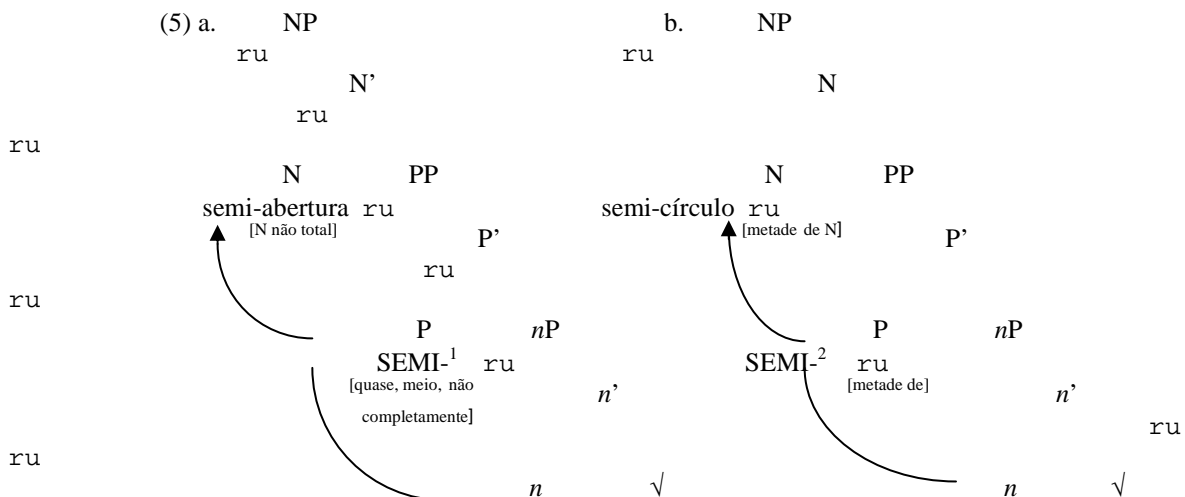 (5) a. NP b. NP
ru ru
N’ N
ru
ru
N PP N PP
semi-abertura ru semi-círculo ru
[N não total] [metade de N]
P’ P’
ru
ru
P nP P nP
SEMI-1 ru SEMI-2 ru
[quase, meio, não [metade de]
n’ n’
completamente]
ru
ru
n √ n √